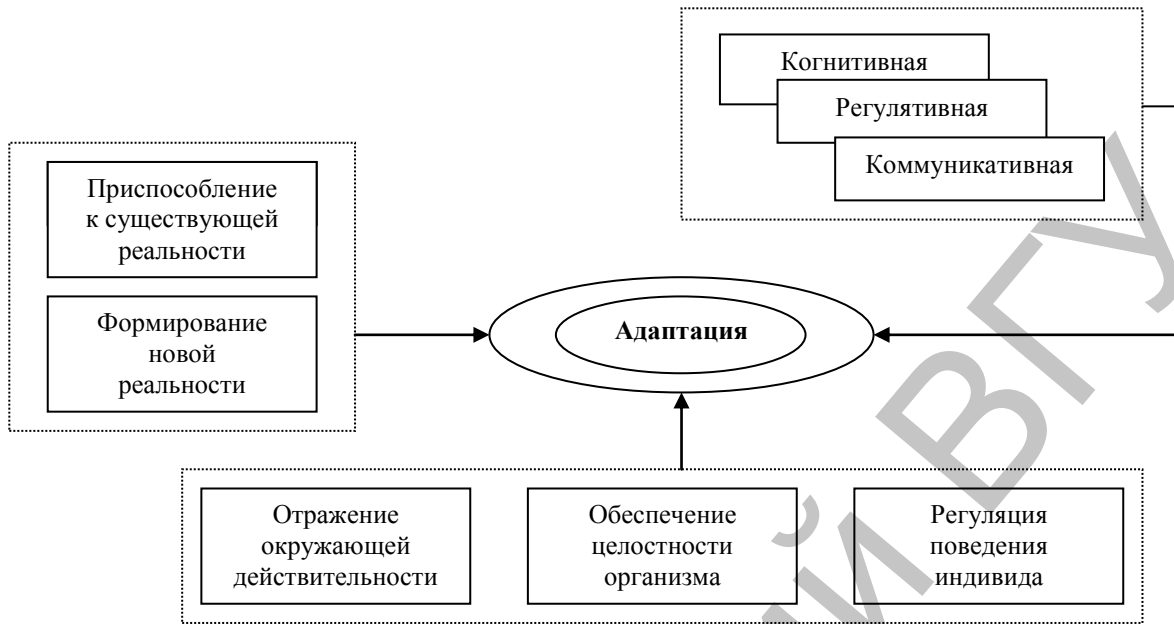 Когнитивная
Регулятивная
Коммуникативная
Приспособление
к существующей
реальности
Формирование
новой
реальности
Адаптация
Отражение
окружающей
действительности
Обеспечение
целостности
организма
Регуляция
поведения
индивида
ВГУ